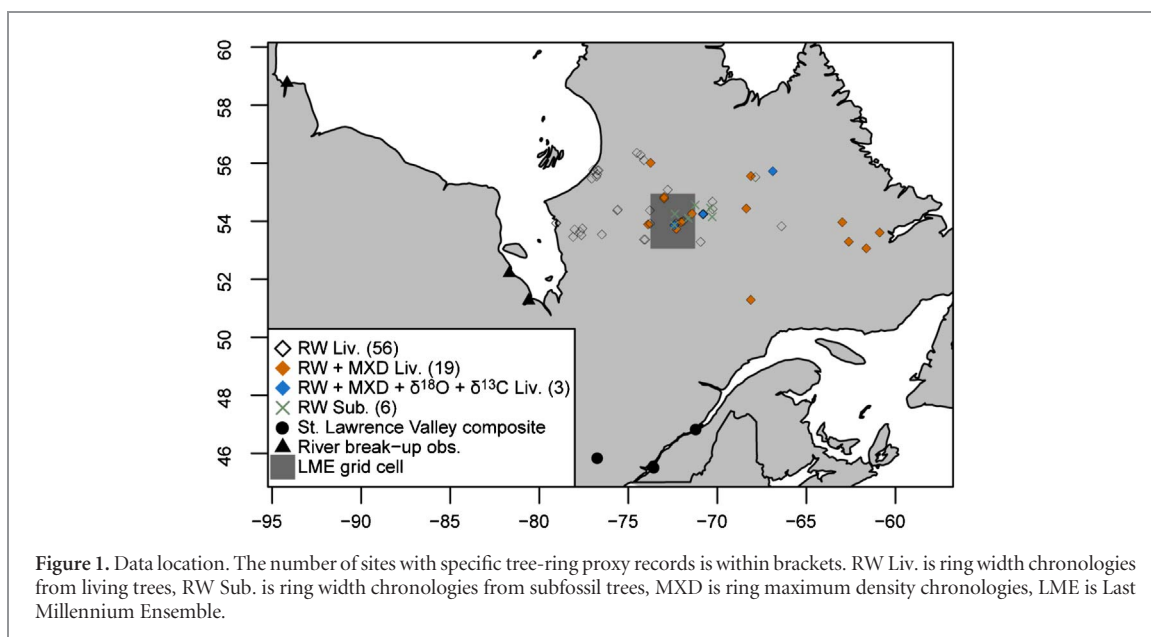 60
58
56
54
52
50
48
46
RW Liv. (56)
RW + MXD Liv. (19)
RW + MXD + δ¹⁸O + δ¹³C Liv. (3)
RW Sub. (6)
St. Lawrence Valley composite
River break−up obs.
LME grid cell
−95 −90 −85 −80 −75 −70 −65 −60
Figure 1. Data location. The number of sites with specific tree-ring proxy records is within brackets. RW Liv. is ring width chronologies
from living trees, RW Sub. is ring width chronologies from subfossil trees, MXD is ring maximum density chronologies, LME is Last
Millennium Ensemble.